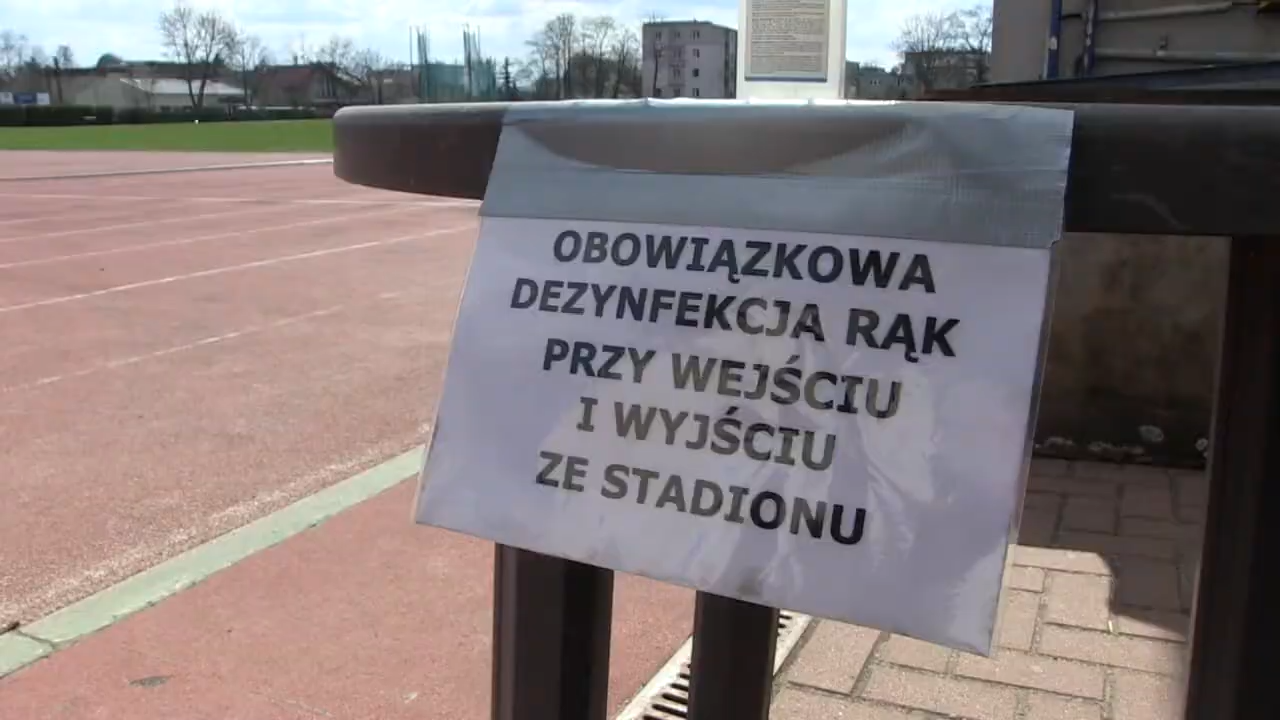 OBOWIĄZKOWA
DEZYNFEKCJA RĄK
PRZY WEJŚCIU
I WYJŚCIU
ZE STADIONU